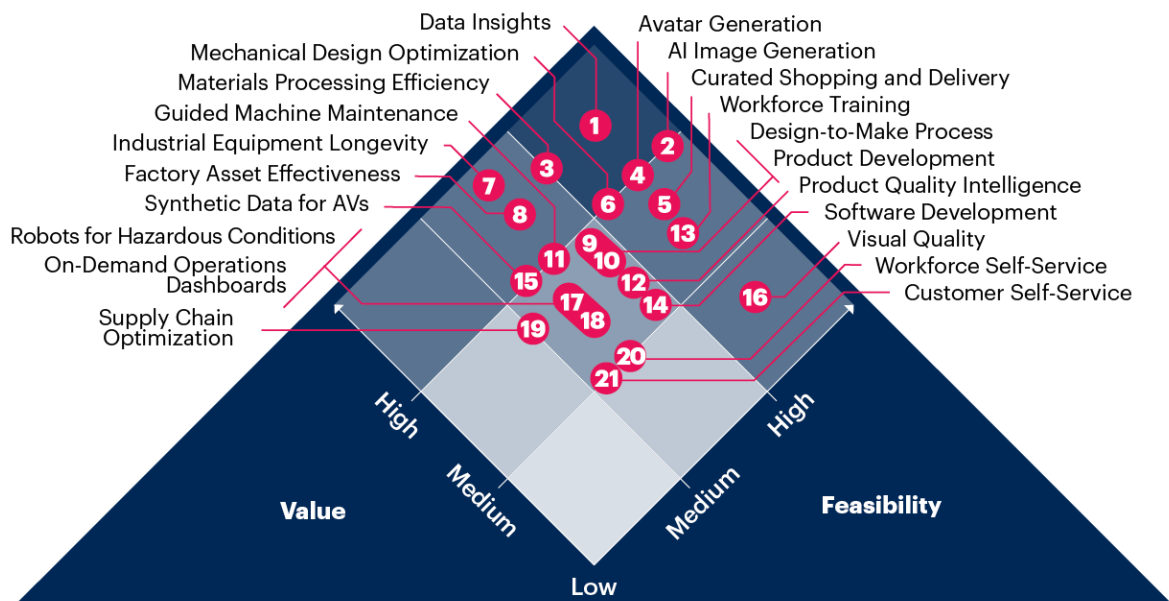 Data Insights
Avatar Generation
Mechanical Design Optimization
AI Image Generation
Materials Processing Efficiency
Curated Shopping and Delivery
Guided Machine Maintenance
Workforce Training
Industrial Equipment Longevity
Design-to-Make Process
Factory Asset Effectiveness
Product Development
Synthetic Data for AVs
Product Quality Intelligence
Robots for Hazardous Conditions
Software Development
On-Demand Operations
Dashboards
Visual Quality
Supply Chain
Optimization
Workforce Self-Service
Customer Self-Service
1
2
3
4
5
6
7
8
9
10
11
12
13
14
15
16
17
18
19
20
21
High
Medium
Value
High
Medium
Feasibility
Low